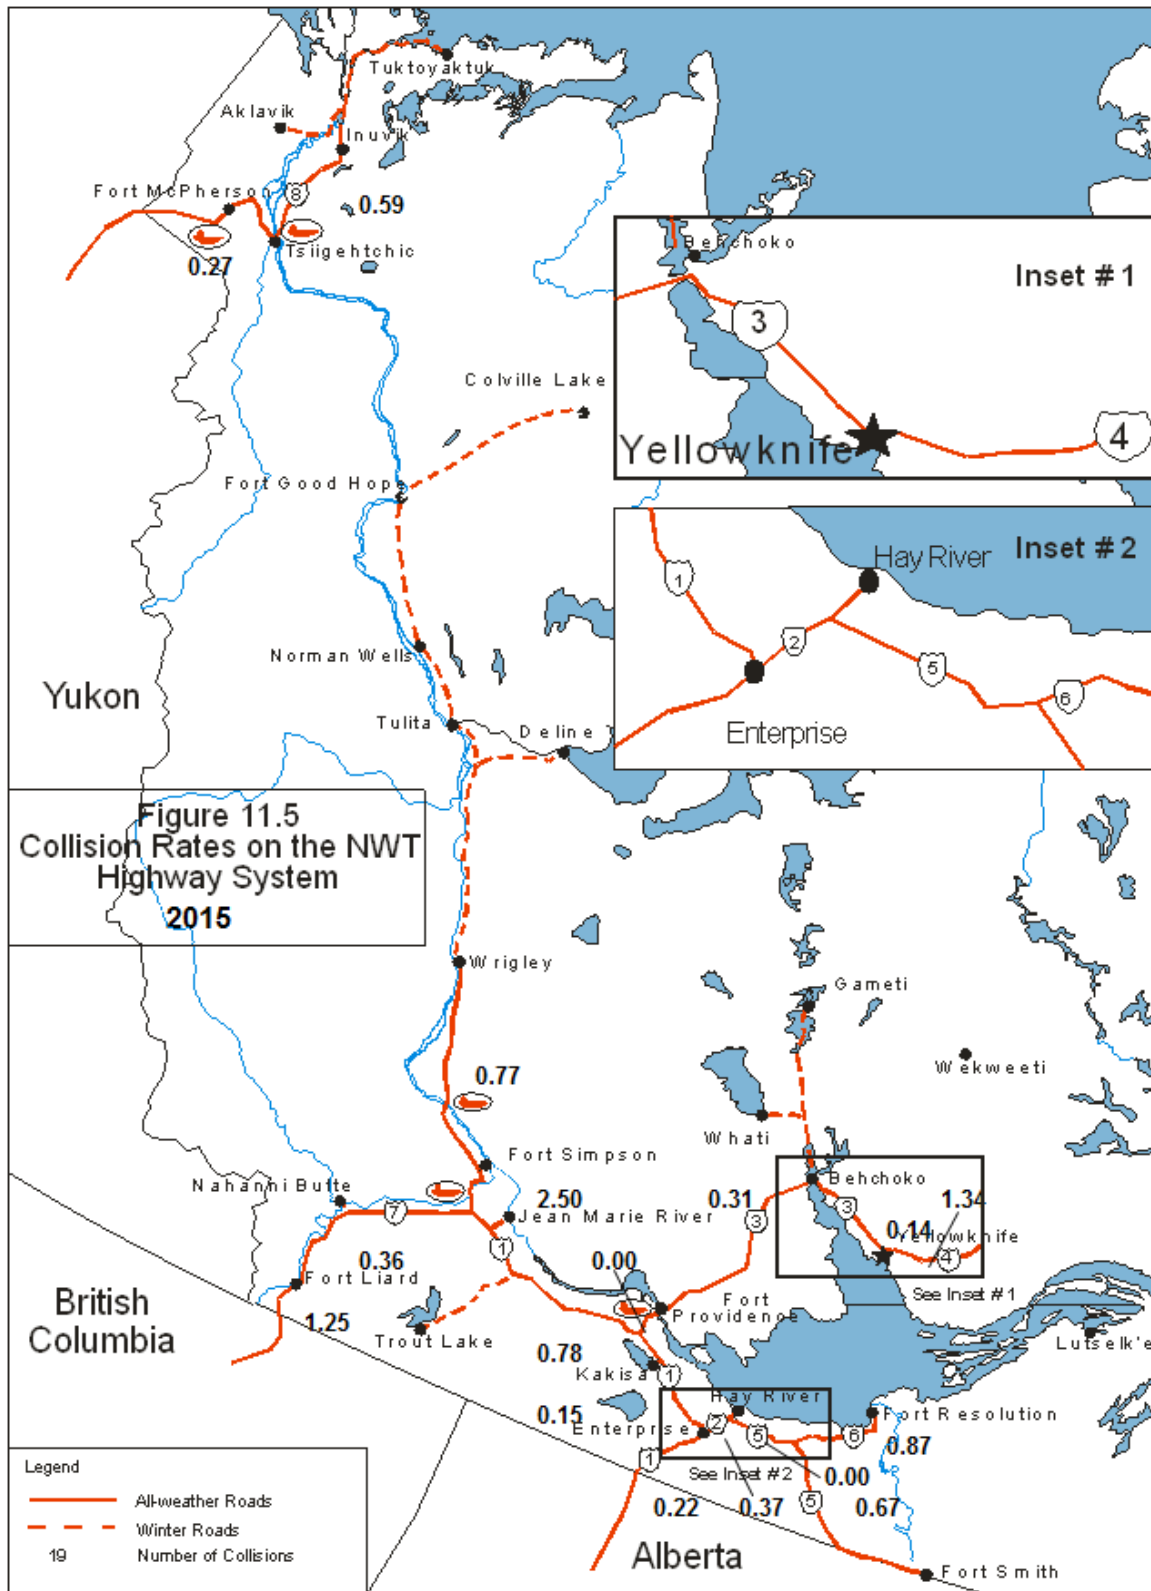 Tuktoyaktuk
Aklavik
Inuvik
Fort McPherson
8
0.59
Tsiigehtchic
0.27
Behchoko
Inset # 1
3
Yellowknife
4
Colville Lake
Fort Good Hope
Inset # 2
Hay River
1
2
5
6
Enterprise
Norman Wells
Yukon
Tulita
Deline
Figure 11.5
Collision Rates on the NWT
Highway System
2015
Wrigley
Gameti
Wekweeti
0.77
Whati
Fort Simpson
Behchoko
Nahanni Butte
2.50
0.31
3
1.34
7
Jean Marie River
3
0.14
Yellowknife
1
4
0.00
0.36
Fort Liard
See Inset #1
British
Columbia
1.25
Fort
Providence
Trout Lake
Lutselk'e
0.78
Kakisa
1
0.15
Hay River
Enterprise
2
5
6
Fort Resolution
0.87
1
See Inset #2
0.00
5
0.22
0.37
0.67
Alberta
Fort Smith
Legend
All-weather Roads
Winter Roads
19 Number of Collisions